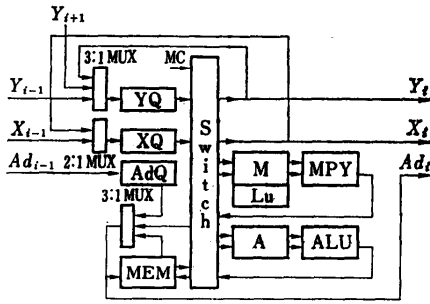 Y_{i+1}
3:1 MUX
MC
Y_{i-1}
YQ
Y_i
X_{i-1}
XQ
X_i
2:1 MUX
Ad_{i-1}
AdQ
Ad_i
Switch
M
MPY
Lu
3:1 MUX
A
ALU
MEM